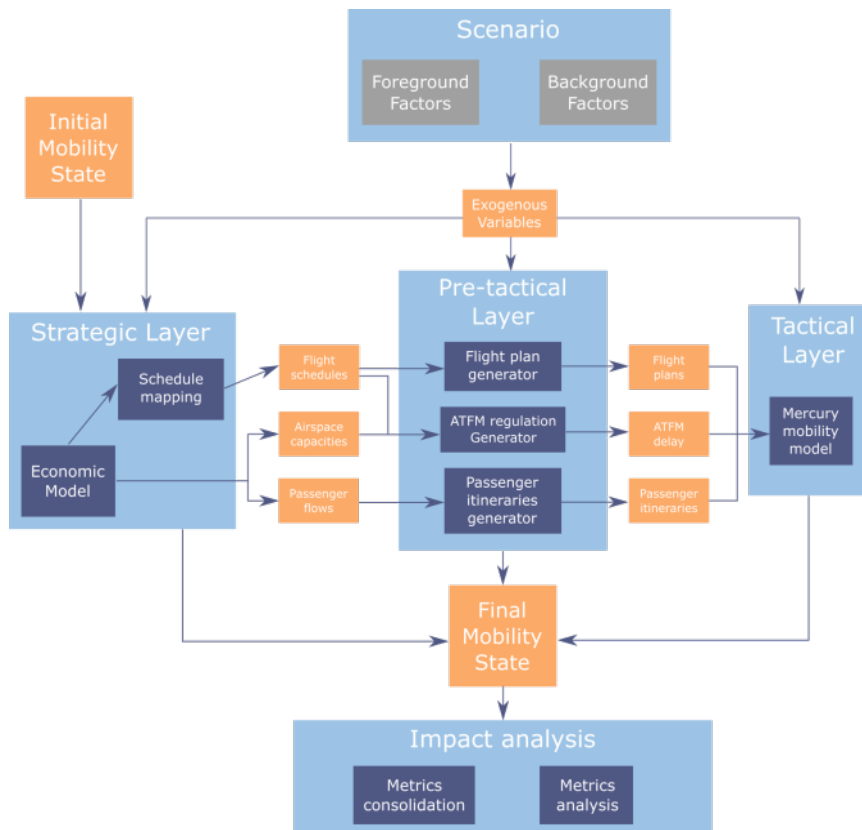 Scenario
Foreground
Factors
Background
Factors
Initial
Mobility
State
Exogenous
Variables
Strategic Layer
Schedule
mapping
Economic
Model
Flight
schedules
Airspace
capacities
Passenger
flows
Pre-tactical
Layer
Flight plan
generator
ATFM regulation
Generator
Passenger
itineraries
generator
Flight
plans
ATFM
delay
Passenger
itineraries
Tactical
Layer
Mercury
mobility
model
Final
Mobility
State
Impact analysis
Metrics
consolidation
Metrics
analysis